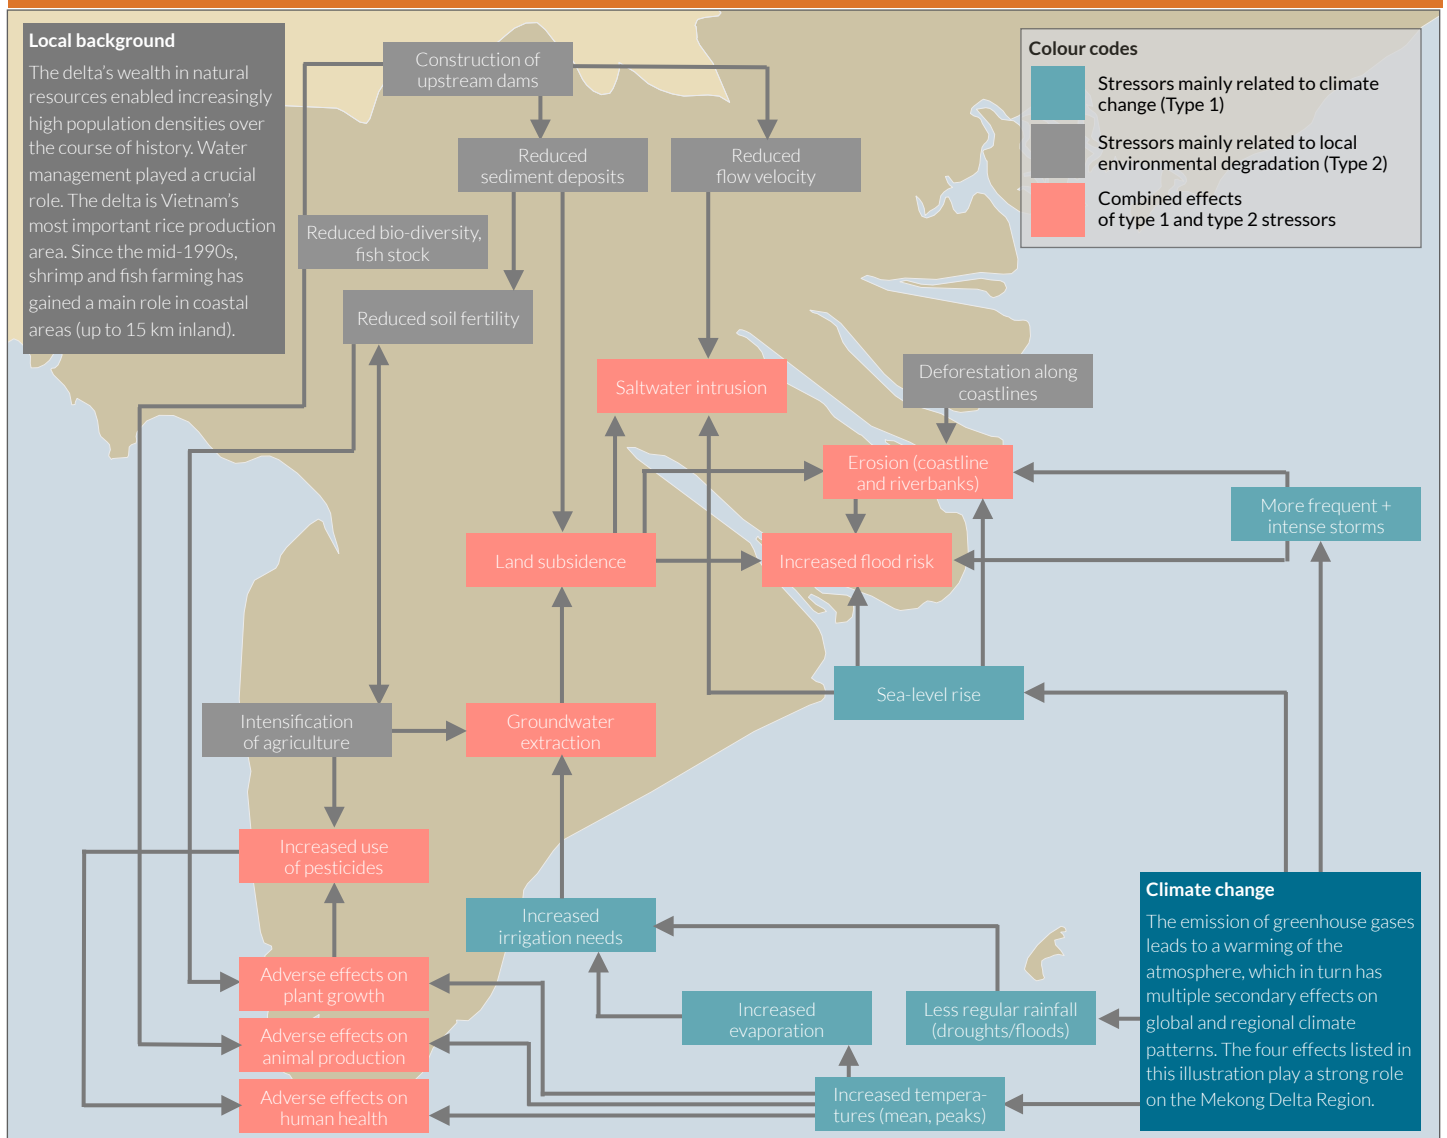 Local background
The delta's wealth in natural
resources enabled increasingly
high population densities over
the course of history. Water
management played a crucial
role. The delta is Vietnam's
most important rice production
area. Since the mid-1990s,
shrimp and fish farming has
gained a main role in coastal
areas (up to 15 km inland).
Construction of
upstream dams
Colour codes
Stressors mainly related to climate
change (Type 1)
Stressors mainly related to local
environmental degradation (Type 2)
Combined effects
of type 1 and type 2 stressors
Reduced
sediment deposits
Reduced
flow velocity
Reduced bio-diversity,
fish stock
Reduced soil fertility
Saltwater intrusion
Deforestation along
coastlines
Erosion (coastline
and riverbanks)
More frequent +
intense storms
Land subsidence
Increased flood risk
Sea-level rise
Intensification
of agriculture
Groundwater
extraction
Increased use
of pesticides
Increased
irrigation needs
Adverse effects on
plant growth
Increased
evaporation
Less regular rainfall
(droughts/floods)
Adverse effects on
animal production
Adverse effects on
human health
Increased tempera-
tures (mean, peaks)
Climate change
The emission of greenhouse gases
leads to a warming of the
atmosphere, which in turn has
multiple secondary effects on
global and regional climate
patterns. The four effects listed in
this illustration play a strong role
on the Mekong Delta Region.